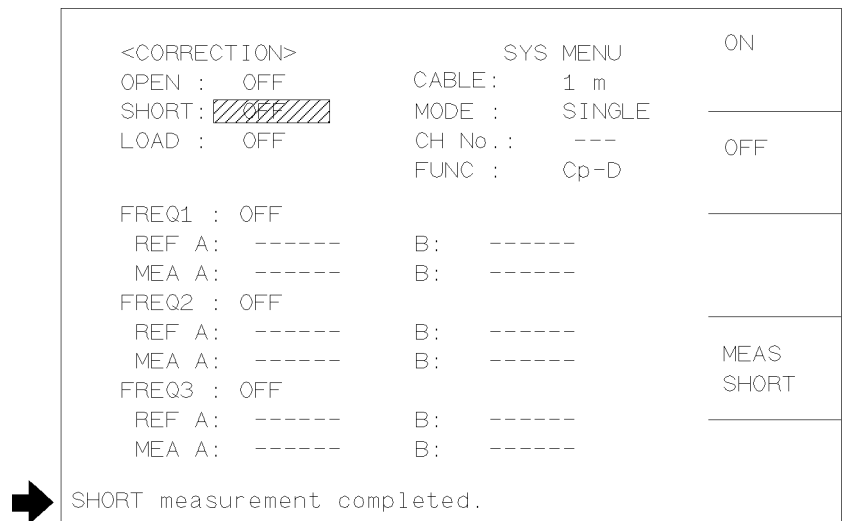 <CORRECTION> SYS MENU
OPEN : OFF CABLE: 1 m
SHORT: OFF MODE : SINGLE
LOAD : OFF CH No.: ---
FUNC : Cp-D
FREQ1 : OFF
REF A: ------ B: ------
MEA A: ------ B: ------
FREQ2 : OFF
REF A: ------ B: ------
MEA A: ------ B: ------
FREQ3 : OFF
REF A: ------ B: ------
MEA A: ------ B: ------
SHORT measurement completed.
ON
OFF
MEAS
SHORT